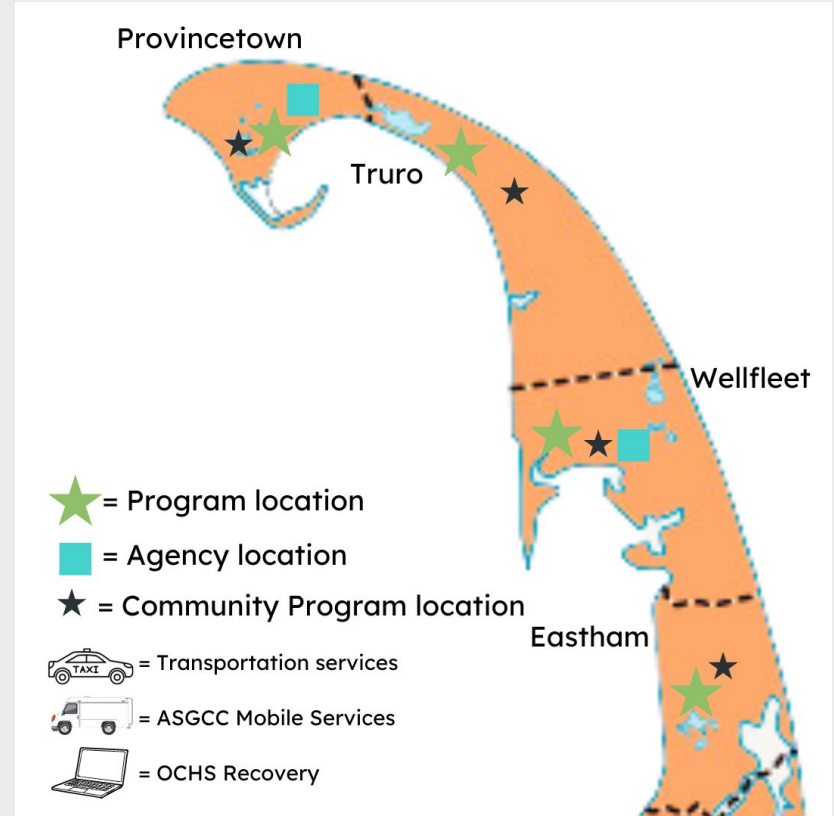 Provincetown
Truro
Wellfleet
= Program location
= Agency location
= Community Program location
Eastham
TAXI
= Transportation services
= ASGCC Mobile Services
= OCHS Recovery